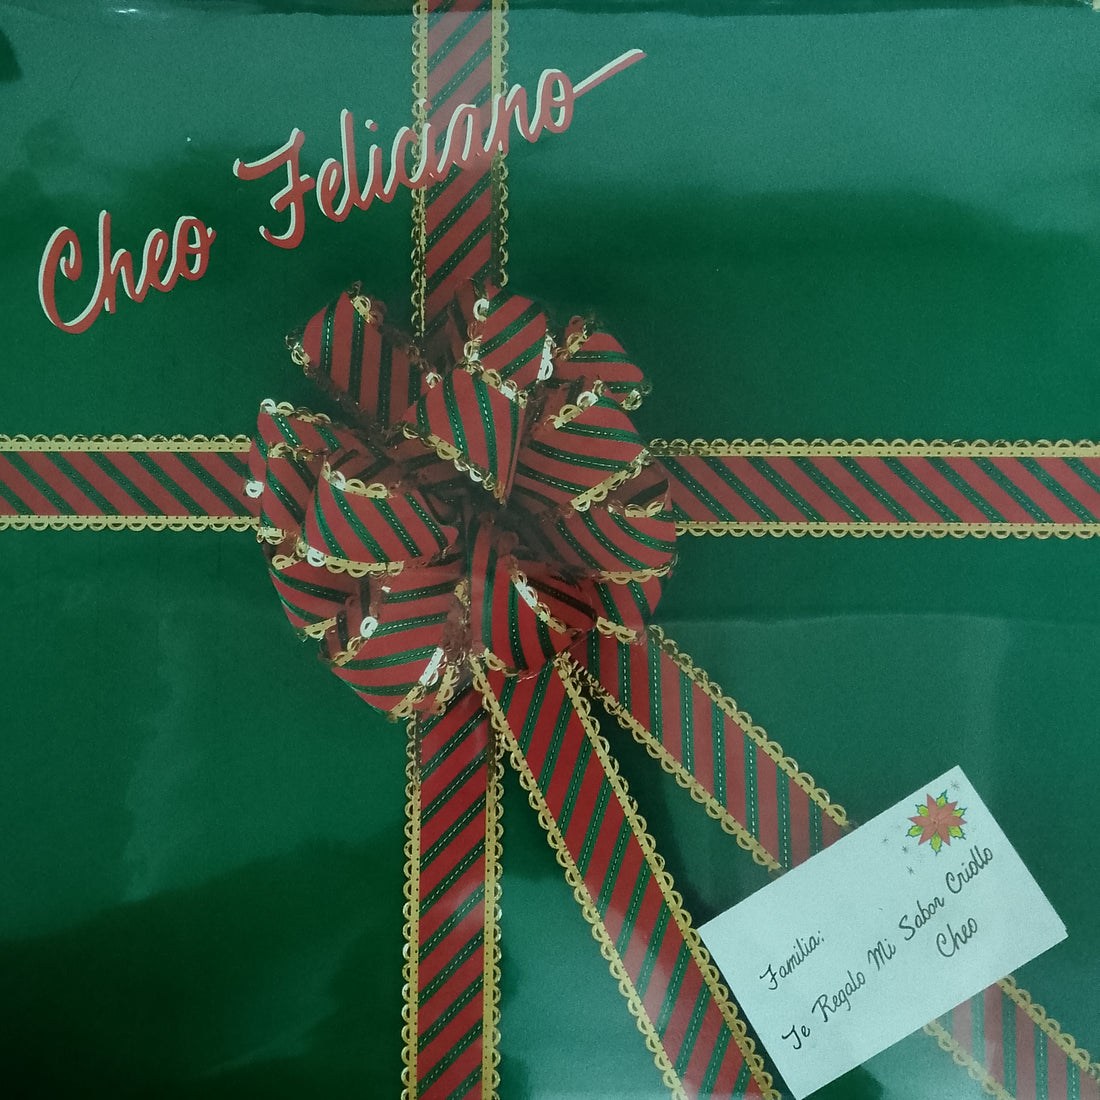 Cheo Feliciano
Familia:
Te Regalo Mi Sabor Criollo
Cheo